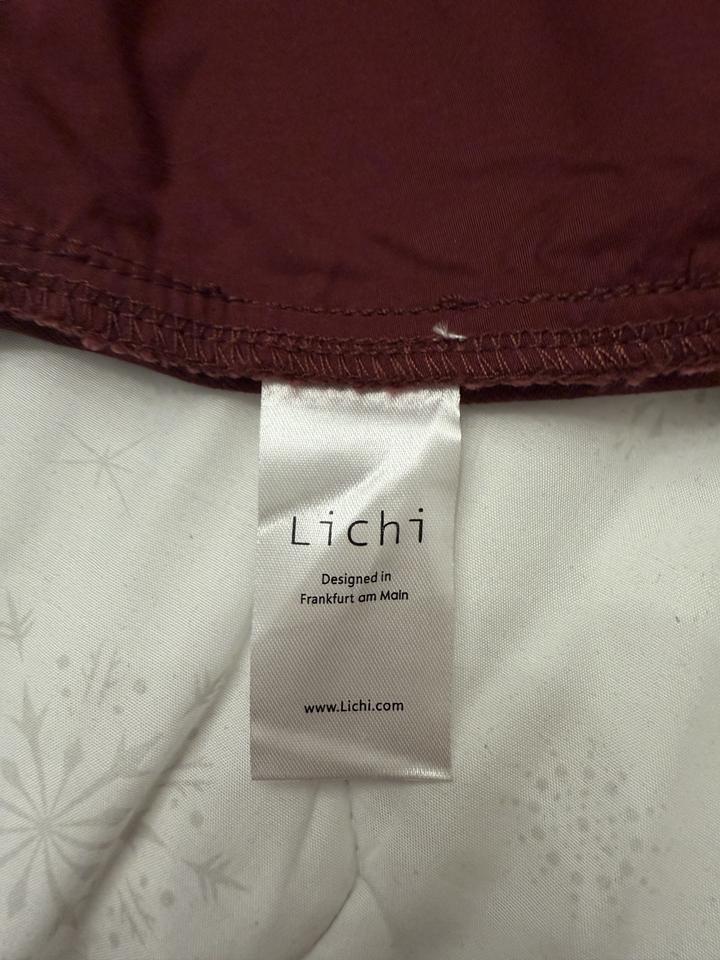 Lichi
Designed in
Frankfurt am Main
www.Lichi.com